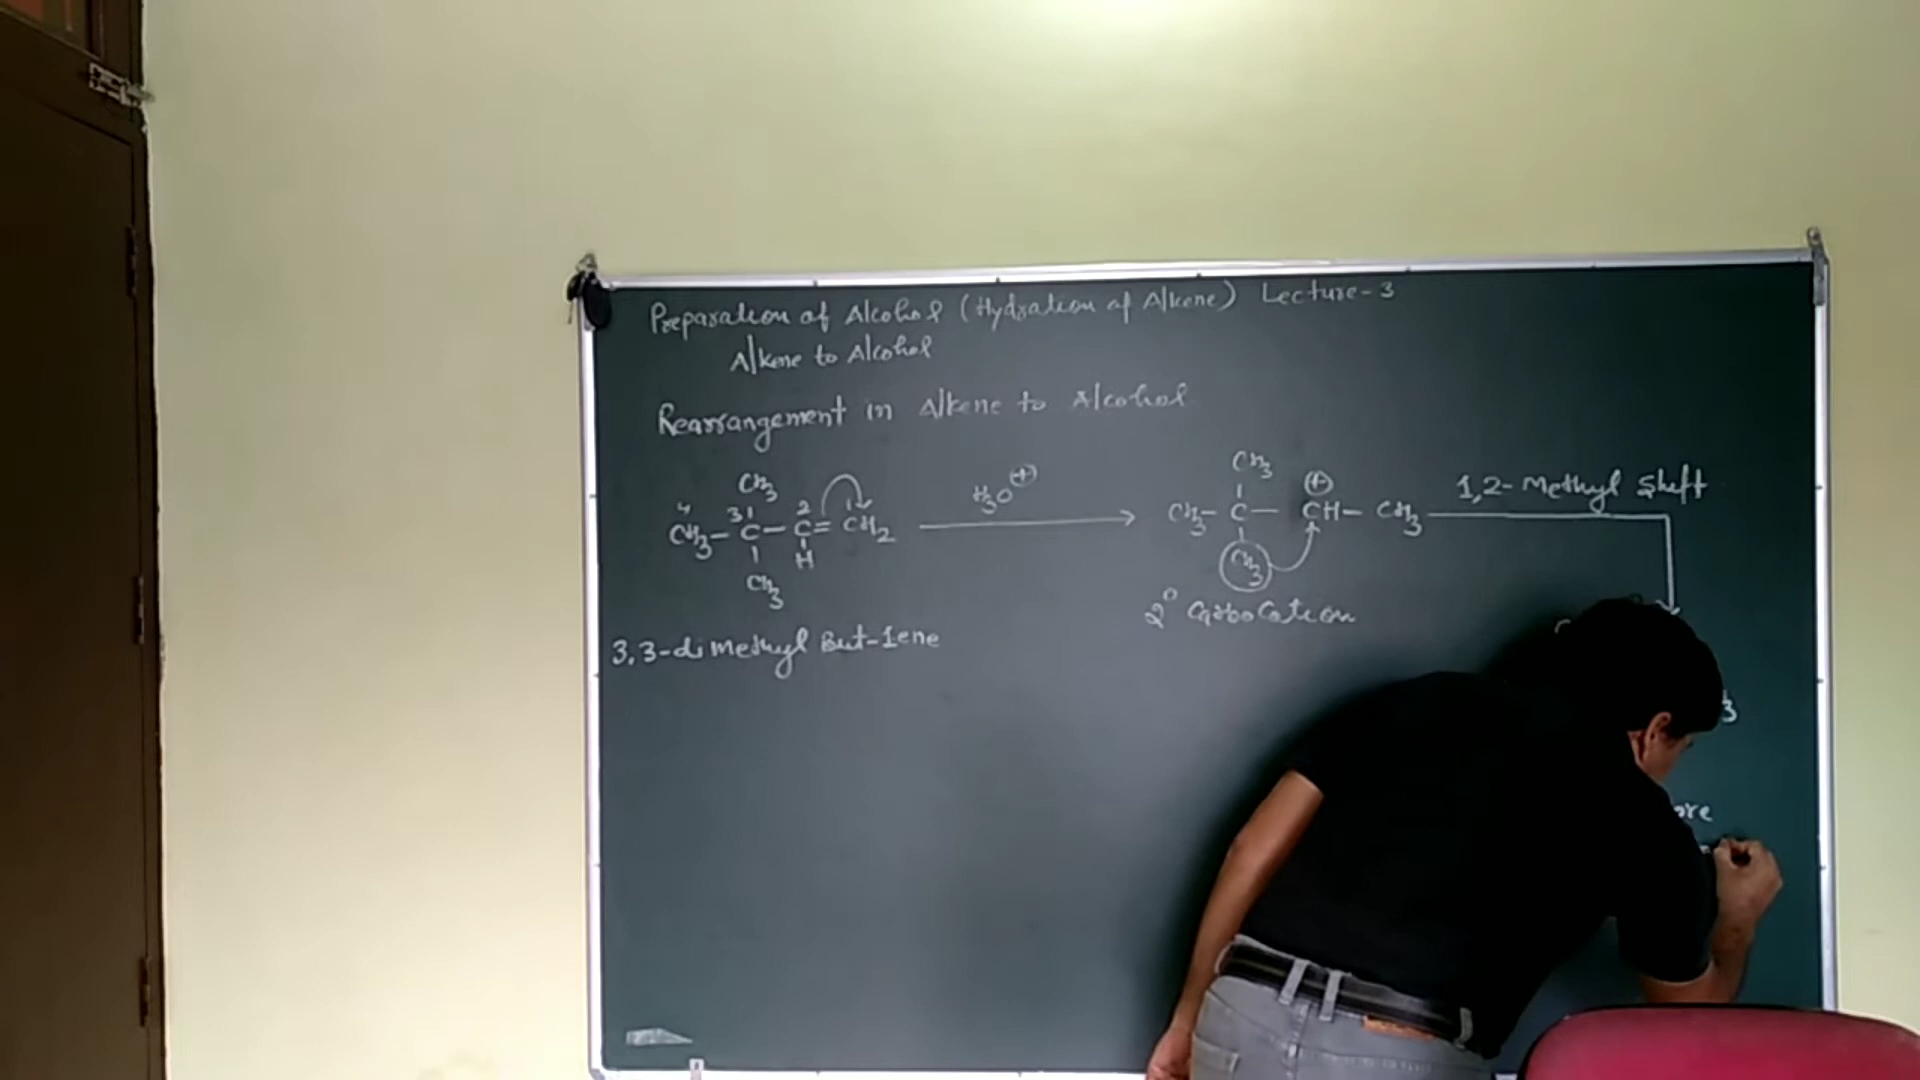 Preparation of Alcohol (Hydration of Alkene) Lecture-3
Alkene to Alcohol
Rearrangement in Alkene to Alcohol
CH3
4 3 2 1
CH3-C-C=CH2
H
CH3
H3O(+)
3,3-dimethyl But-1ene
CH3
(+)
CH3-C-CH-CH3
CH3
2° Carbocation
1,2-Methyl Shift
3
ore